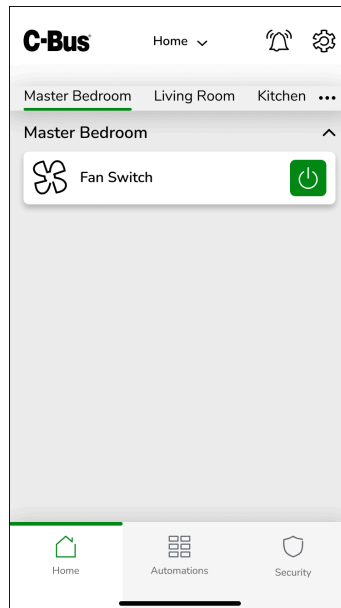 C-Bus
Home
Master Bedroom Living Room Kitchen
Master Bedroom
Fan Switch
Home Automations Security